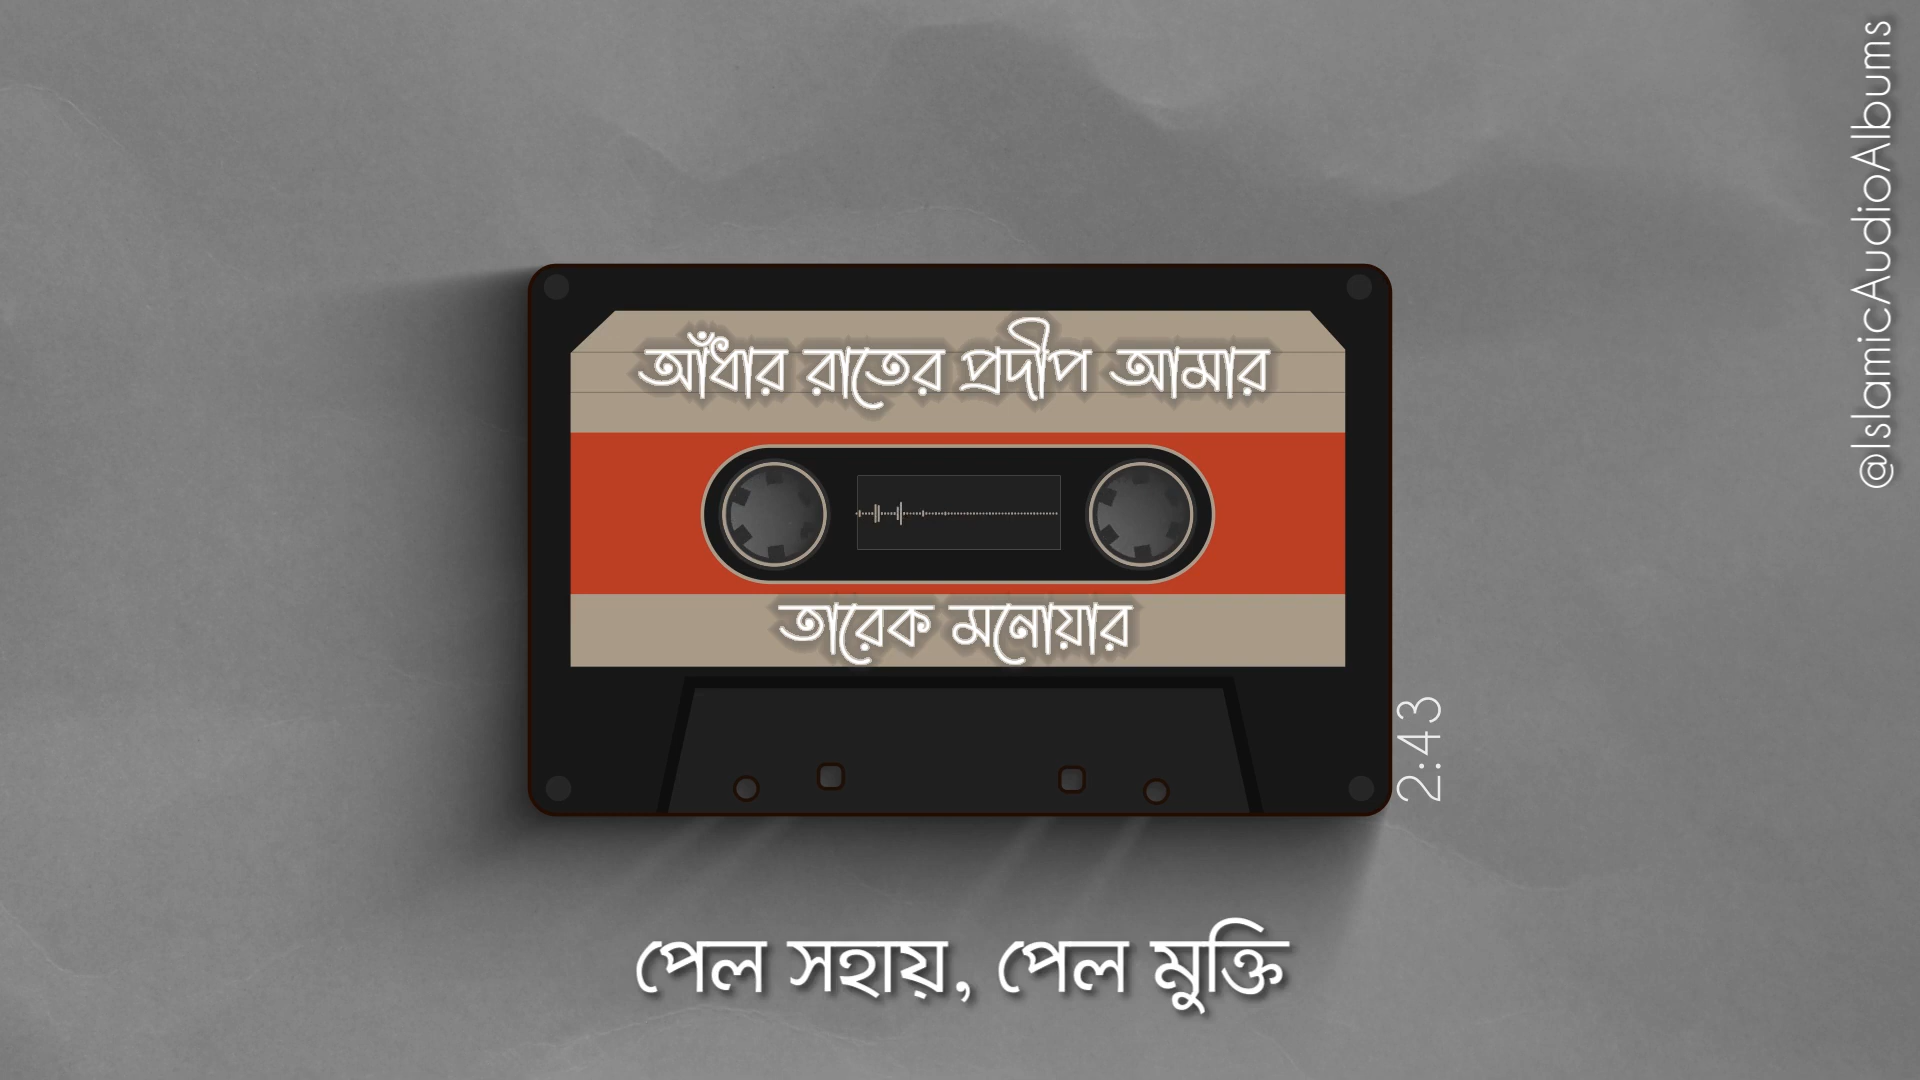 আঁধার রাতের প্রদীপ আমার
তারেক মনোয়ার
পেল সহায়, পেল মুক্তি
2:43
@IslamicAudioAlbums